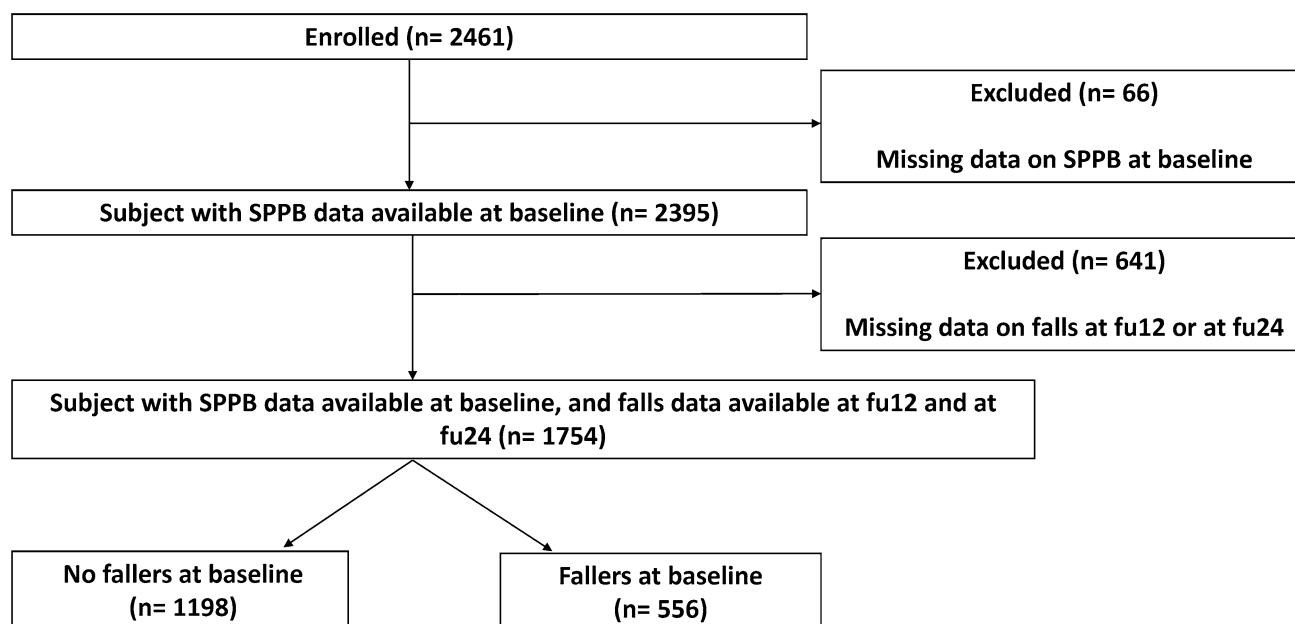 Enrolled (n= 2461)
Excluded (n= 66)
Missing data on SPPB at baseline
Subject with SPPB data available at baseline (n= 2395)
Excluded (n= 641)
Missing data on falls at fu12 or at fu24
Subject with SPPB data available at baseline, and falls data available at fu12 and at
fu24 (n= 1754)
No fallers at baseline
(n= 1198)
Fallers at baseline
(n= 556)